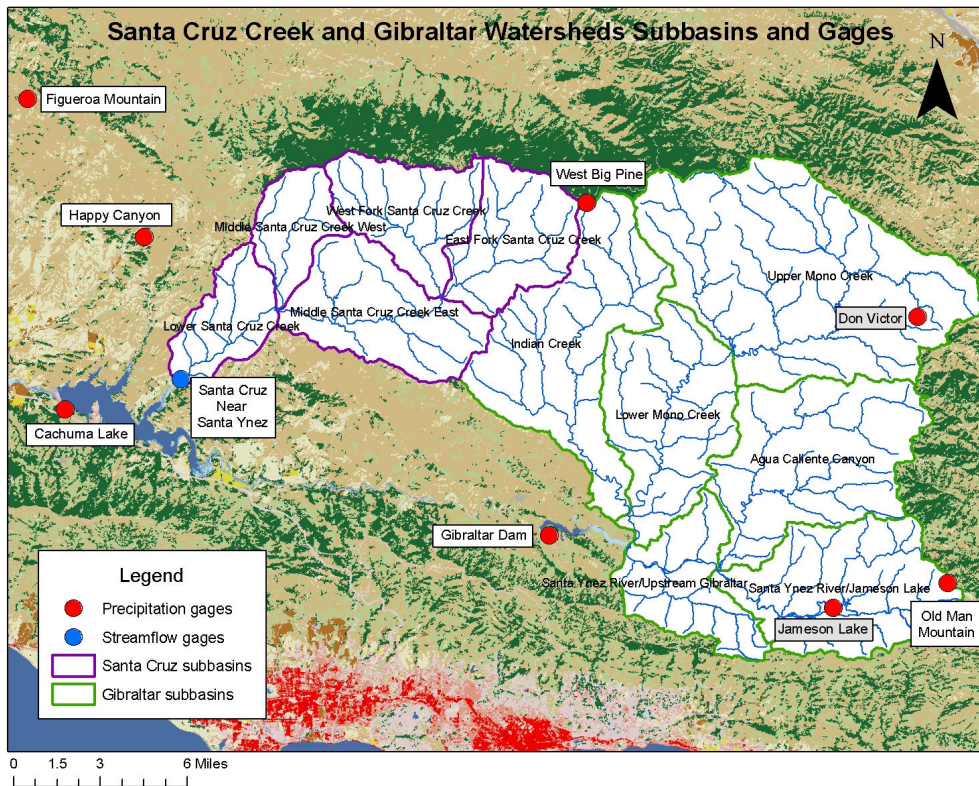 Santa Cruz Creek and Gibraltar Watersheds Subbasins and Gages
N
Figueroa Mountain
West Big Pine
Happy Canyon
West Fork Santa Cruz Creek
Middle Santa Cruz Creek West
East Fork Santa Cruz Creek
Upper Mono Creek
Middle Santa Cruz Creek East
Don Victor
Lower Santa Cruz Creek
Indian Creek
Santa Cruz
Near
Santa Ynez
Lower Mono Creek
Cachuma Lake
Agua Caliente Canyon
Gibraltar Dam
Santa Ynez River/Upstream Gibraltar
Santa Ynez River/Jameson Lake
Old Man
Mountain
Jameson Lake
Legend
Precipitation gages
Streamflow gages
Santa Cruz subbasins
Gibraltar subbasins
0 1.5 3 6 Miles